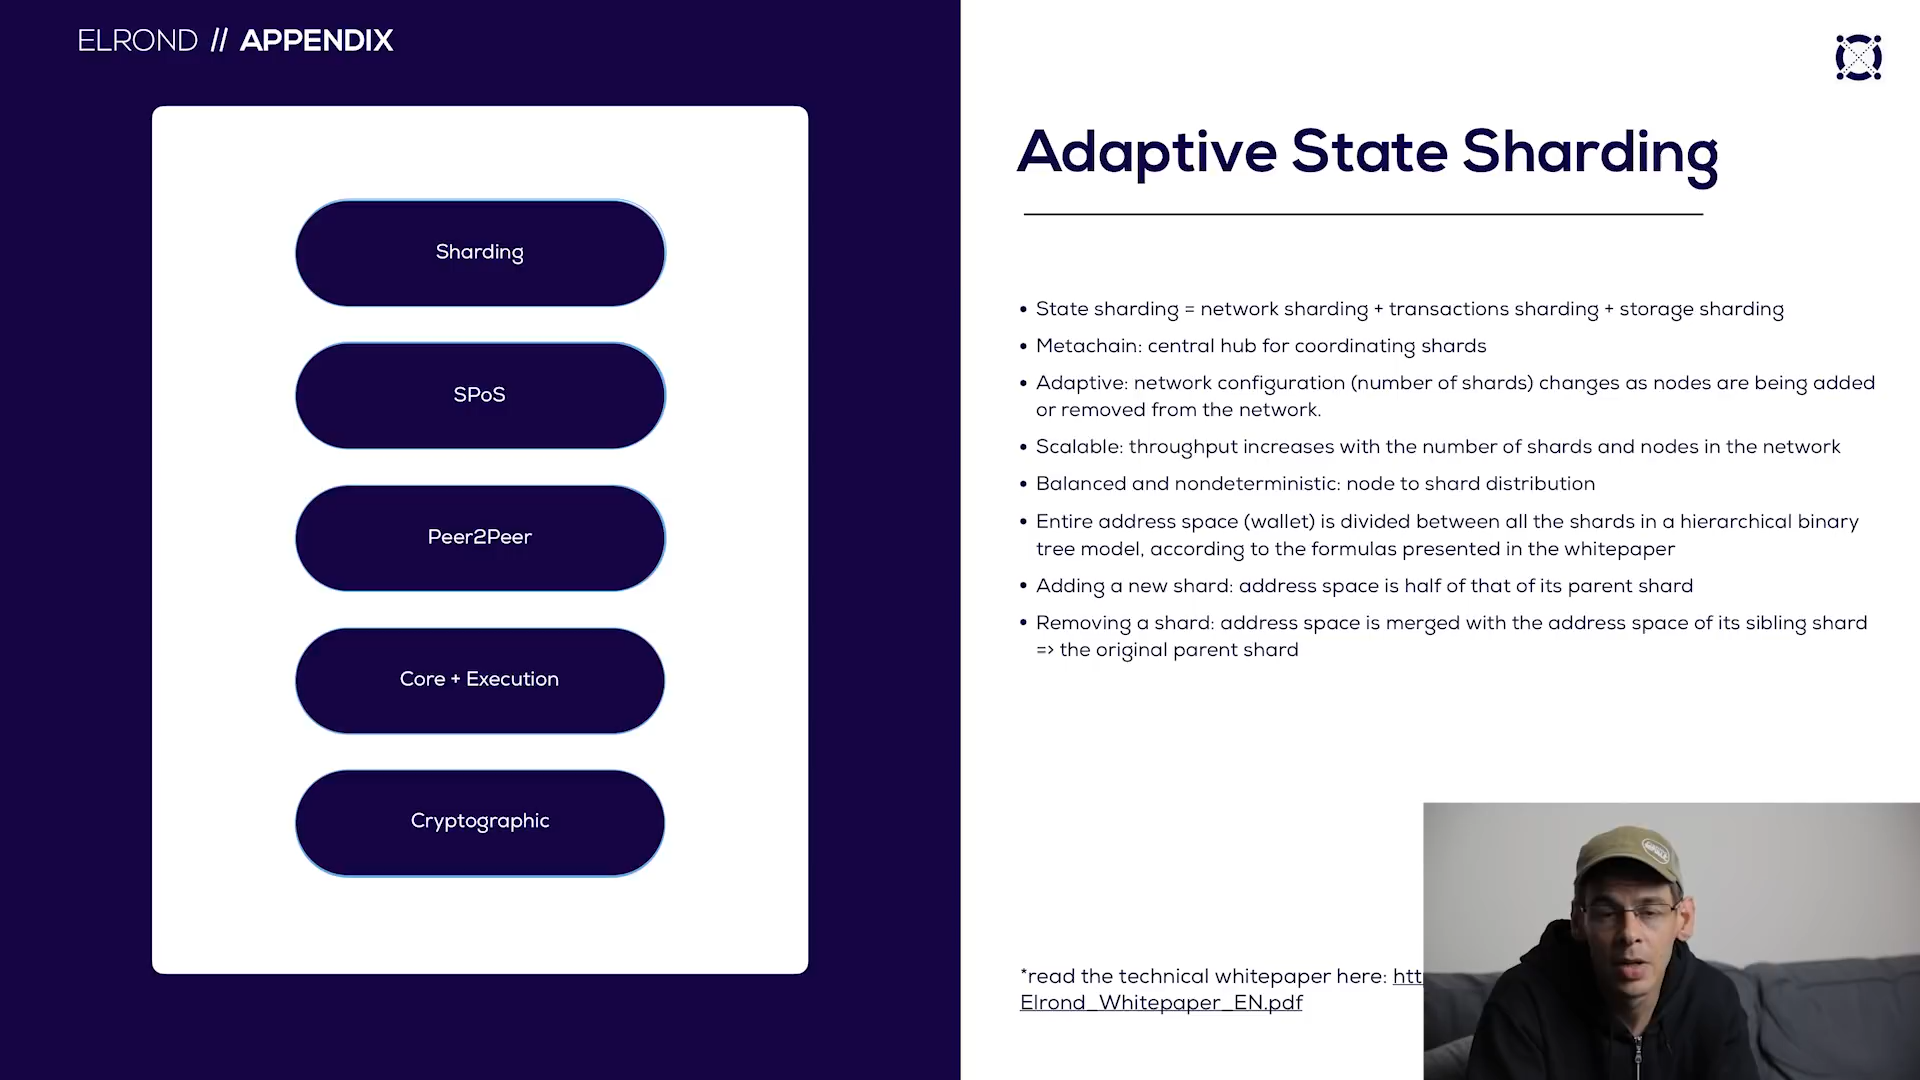 ELROND // APPENDIX
Sharding
SPoS
Peer2Peer
Core + Execution
Cryptographic
Adaptive State Sharding
• State sharding = network sharding + transactions sharding + storage sharding
• Metachain: central hub for coordinating shards
• Adaptive: network configuration (number of shards) changes as nodes are being added
or removed from the network.
• Scalable: throughput increases with the number of shards and nodes in the network
• Balanced and nondeterministic: node to shard distribution
• Entire address space (wallet) is divided between all the shards in a hierarchical binary
tree model, according to the formulas presented in the whitepaper
• Adding a new shard: address space is half of that of its parent shard
• Removing a shard: address space is merged with the address space of its sibling shard
=> the original parent shard
*read the technical whitepaper here: htt
Elrond_Whitepaper_EN.pdf